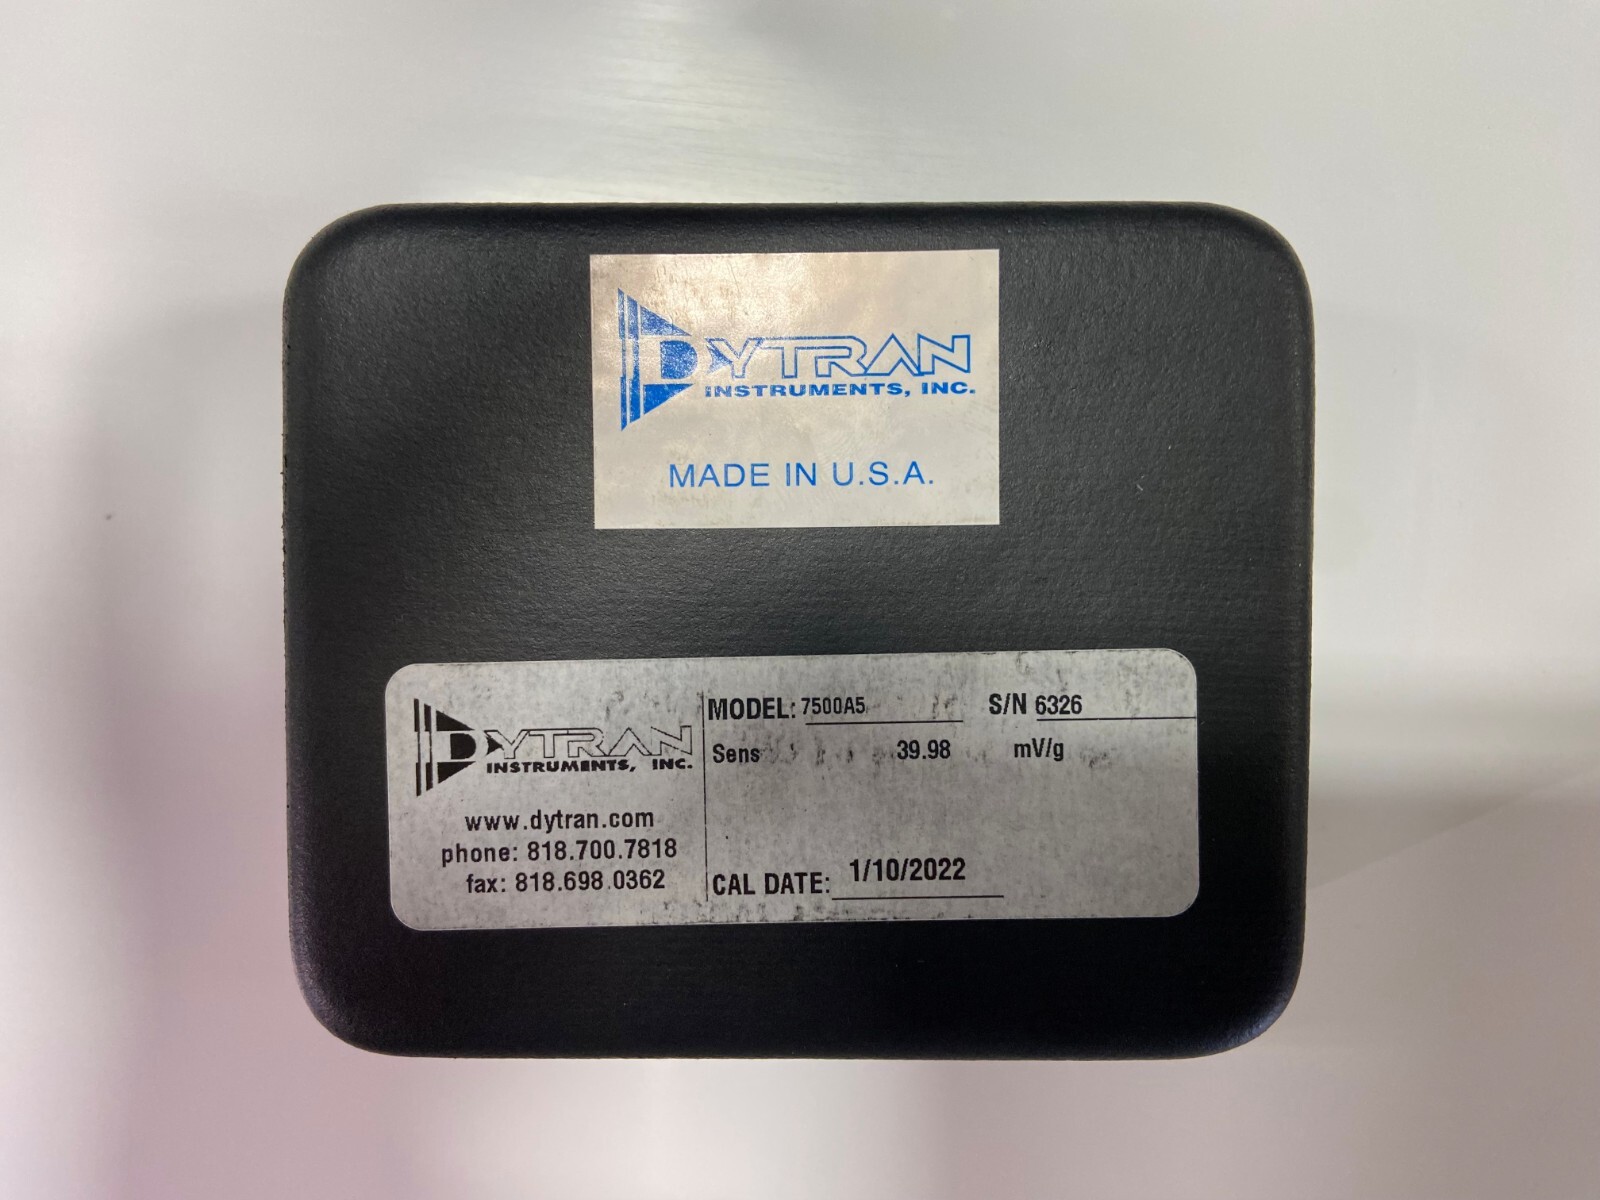 DYTRAN
INSTRUMENTS, INC.
MADE IN U.S.A.
DYTRAN
INSTRUMENTS, INC.
www.dytran.com
phone: 818.700.7818
fax: 818.698.0362
MODEL: 7500A5 S/N 6326
Sens 39.98 mV/g
CAL DATE: 1/10/2022